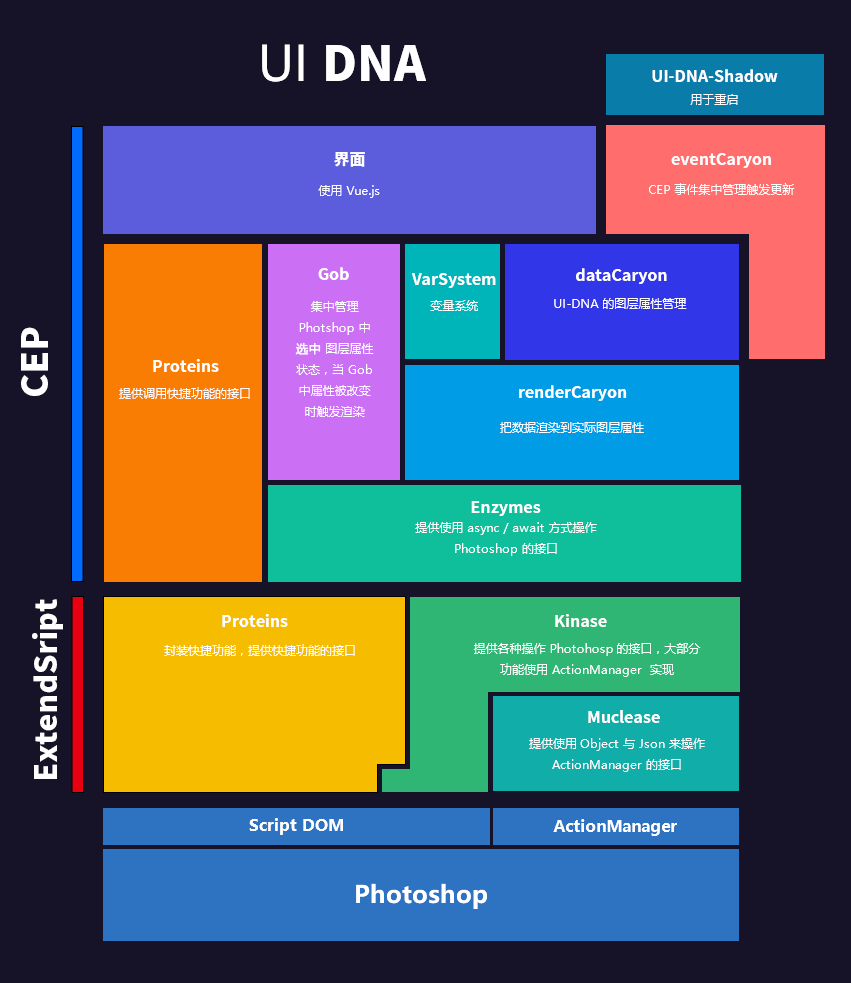 UI DNA
UI-DNA-Shadow
用于重启
界面
使用 Vue.js
eventCaryon
CEP 事件集中管理触发更新
CEP
Proteins
提供调用快捷功能的接口
Gob
集中管理
Photshop 中
选中 图层属性
状态，当 Gob
中属性被改变
时触发渲染
VarSystem
变量系统
dataCaryon
UI-DNA 的图层属性管理
renderCaryon
把数据渲染到实际图层属性
Enzymes
提供使用 async / await 方式操作
Photoshop 的接口
ExtendSript
Proteins
封装快捷功能，提供快捷功能的接口
Kinase
提供各种操作 Photohosp 的接口，大部分
功能使用 ActionManager 实现
Muclease
提供使用 Object 与 Json 来操作
ActionManager 的接口
Script DOM
ActionManager
Photoshop